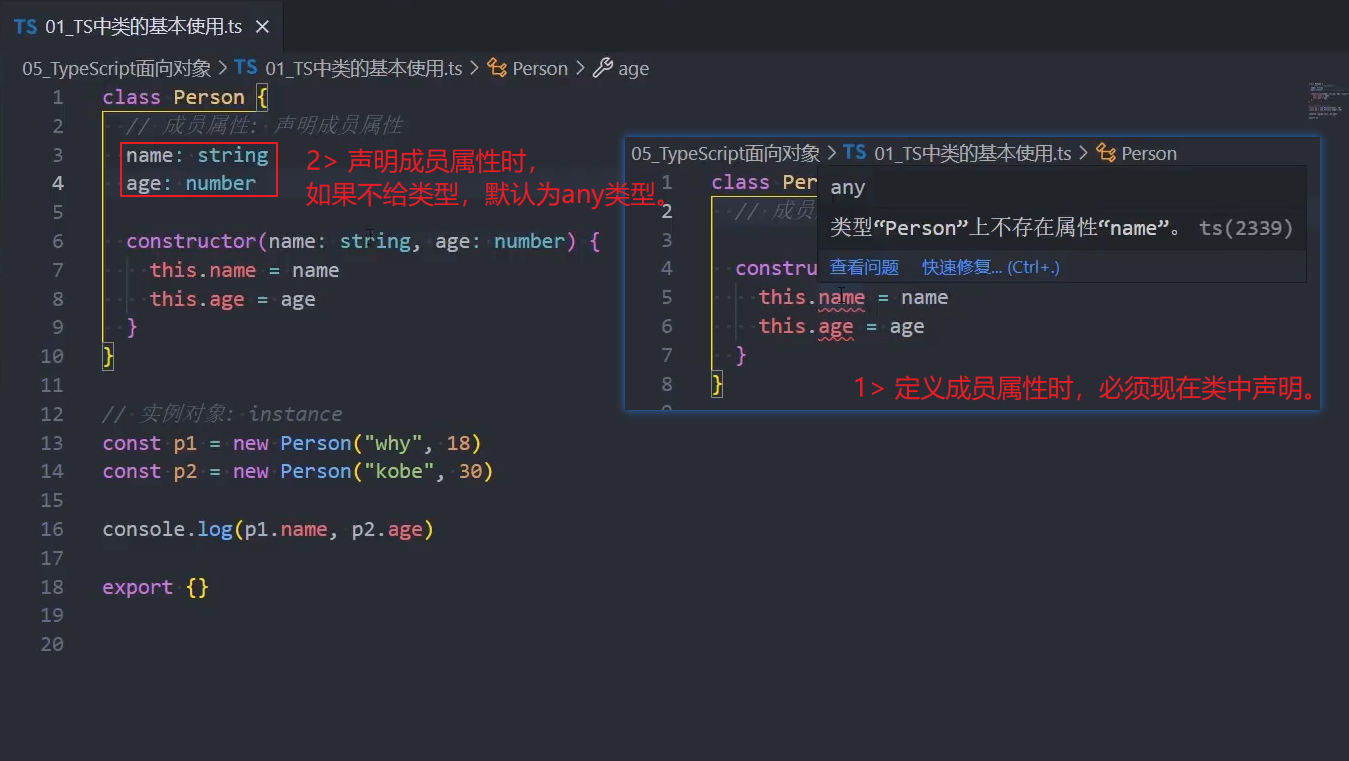 TS 01_TS中类的基本使用.ts ×
05_TypeScript面向对象 > TS 01_TS中类的基本使用.ts > Person > age
1 class Person {
2 // 成员属性: 声明成员属性
3 name: string
4 age: number
5
6 constructor(name: string, age: number) {
7 this.name = name
8 this.age = age
9 }
10 }
11
12 // 实例对象: instance
13 const p1 = new Person("why", 18)
14 const p2 = new Person("kobe", 30)
15
16 console.log(p1.name, p2.age)
17
18 export {}
19
20
2> 声明成员属性时，
如果不给类型，默认为any类型。
05_TypeScript面向对象 > TS 01_TS中类的基本使用.ts > Person
1 class Per
2 // 成员
3
4 constru
5 this.name = name
6 this.age = age
7 }
8 }
any
类型“Person”上不存在属性“name”。 ts(2339)
查看问题 快速修复... (Ctrl+.)
1> 定义成员属性时，必须现在类中声明。